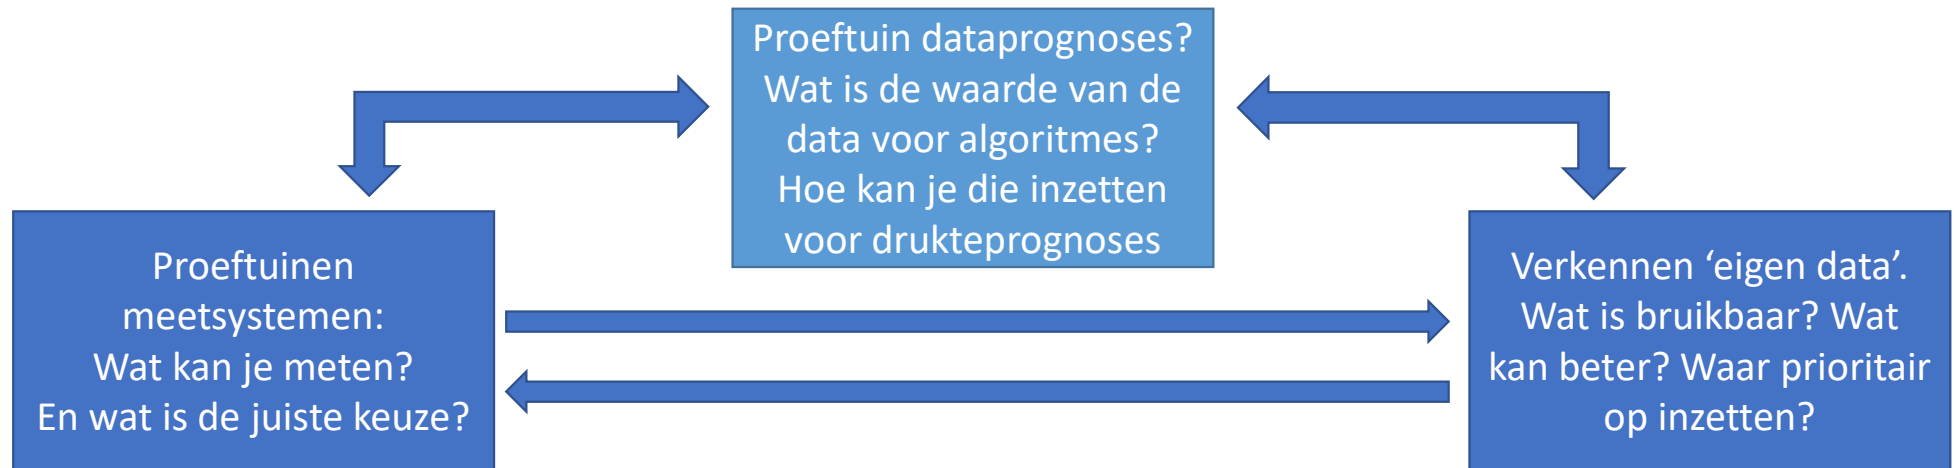 Proeftuin dataprognoses?
Wat is de waarde van de
data voor algoritmes?
Hoe kan je die inzetten
voor drukteprognoses
Proeftuinen
meetsystemen:
Wat kan je meten?
En wat is de juiste keuze?
Verkennen ‘eigen data’.
Wat is bruikbaar? Wat
kan beter? Waar prioritair
op inzetten?